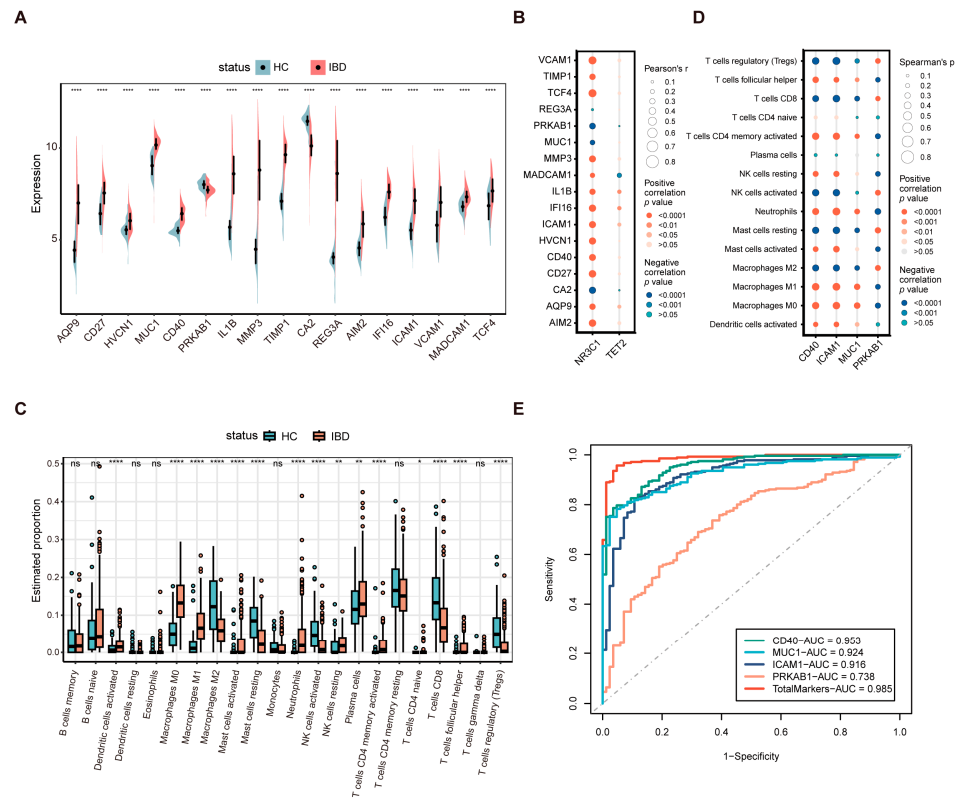 A
status HC IBD
Expression
10
5
**** **** **** **** **** **** **** **** **** **** **** **** **** **** **** **** ****
AQP9
CD27
HVCN1
MUC1
CD40
PRKAB1
IL1B
MMP3
TIMP1
CA2
REG3A
AIM2
IFI16
ICAM1
VCAM1
MADCAM1
TCF4
B
VCAM1
TIMP1
TCF4
REG3A
PRKAB1
MUC1
MMP3
MADCAM1
IL1B
IFI16
ICAM1
HVCN1
CD40
CD27
CA2
AQP9
AIM2
NR3C1
TET2
Pearson's r
0.1
0.2
0.3
0.4
0.5
0.6
0.7
0.8
Positive
correlation
p value
<0.0001
<0.01
<0.05
>0.05
Negative
correlation
p value
<0.0001
<0.001
>0.05
D
T cells regulatory (Tregs)
T cells follicular helper
T cells CD8
T cells CD4 naive
T cells CD4 memory activated
Plasma cells
NK cells resting
NK cells activated
Neutrophils
Mast cells resting
Mast cells activated
Macrophages M2
Macrophages M1
Macrophages M0
Dendritic cells activated
CD40
ICAM1
MUC1
PRKAB1
Spearman's p
0.1
0.2
0.3
0.4
0.5
0.6
0.7
0.8
Positive
correlation
p value
<0.0001
<0.001
<0.01
<0.05
>0.05
Negative
correlation
p value
<0.0001
<0.001
>0.05
C
status HC IBD
Estimated proportion
0.5
0.4
0.3
0.2
0.1
0.0
ns ns **** ns ns **** **** **** **** **** ns **** **** ** ** **** ns * **** **** ns ****
B cells memory
B cells naive
Dendritic cells activated
Dendritic cells resting
Eosinophils
Macrophages M0
Macrophages M1
Macrophages M2
Mast cells activated
Mast cells resting
Monocytes
Neutrophils
NK cells activated
NK cells resting
Plasma cells
T cells CD4 memory activated
T cells CD4 memory resting
T cells CD4 naive
T cells CD8
T cells follicular helper
T cells gamma delta
T cells regulatory (Tregs)
E
Sensitivity
1.0
0.8
0.6
0.4
0.2
0.0
CD40−AUC = 0.953
MUC1−AUC = 0.924
ICAM1−AUC = 0.916
PRKAB1−AUC = 0.738
TotalMarkers−AUC = 0.985
0.0 0.2 0.4 0.6 0.8 1.0
1−Specificity